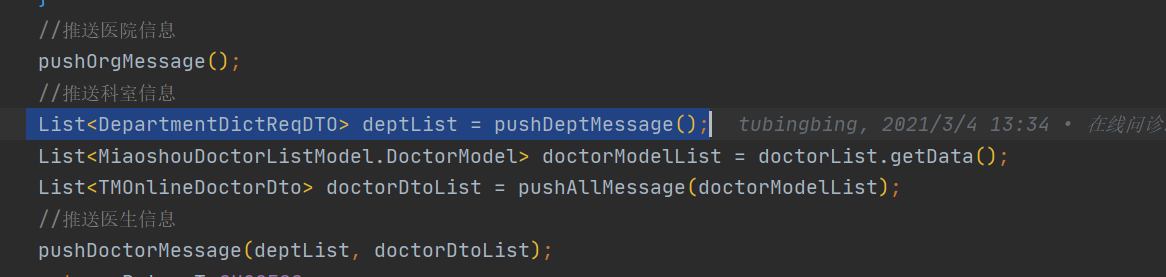 //推送医院信息
pushOrgMessage();
//推送科室信息
List<DepartmentDictReqDTO> deptList = pushDeptMessage(); tubingbing, 2021/3/4 13:34 • 在线问诊
List<MiaoshouDoctorListModel.DoctorModel> doctorModelList = doctorList.getData();
List<TMOnlineDoctorDto> doctorDtoList = pushAllMessage(doctorModelList);
//推送医生信息
pushDoctorMessage(deptList, doctorDtoList);